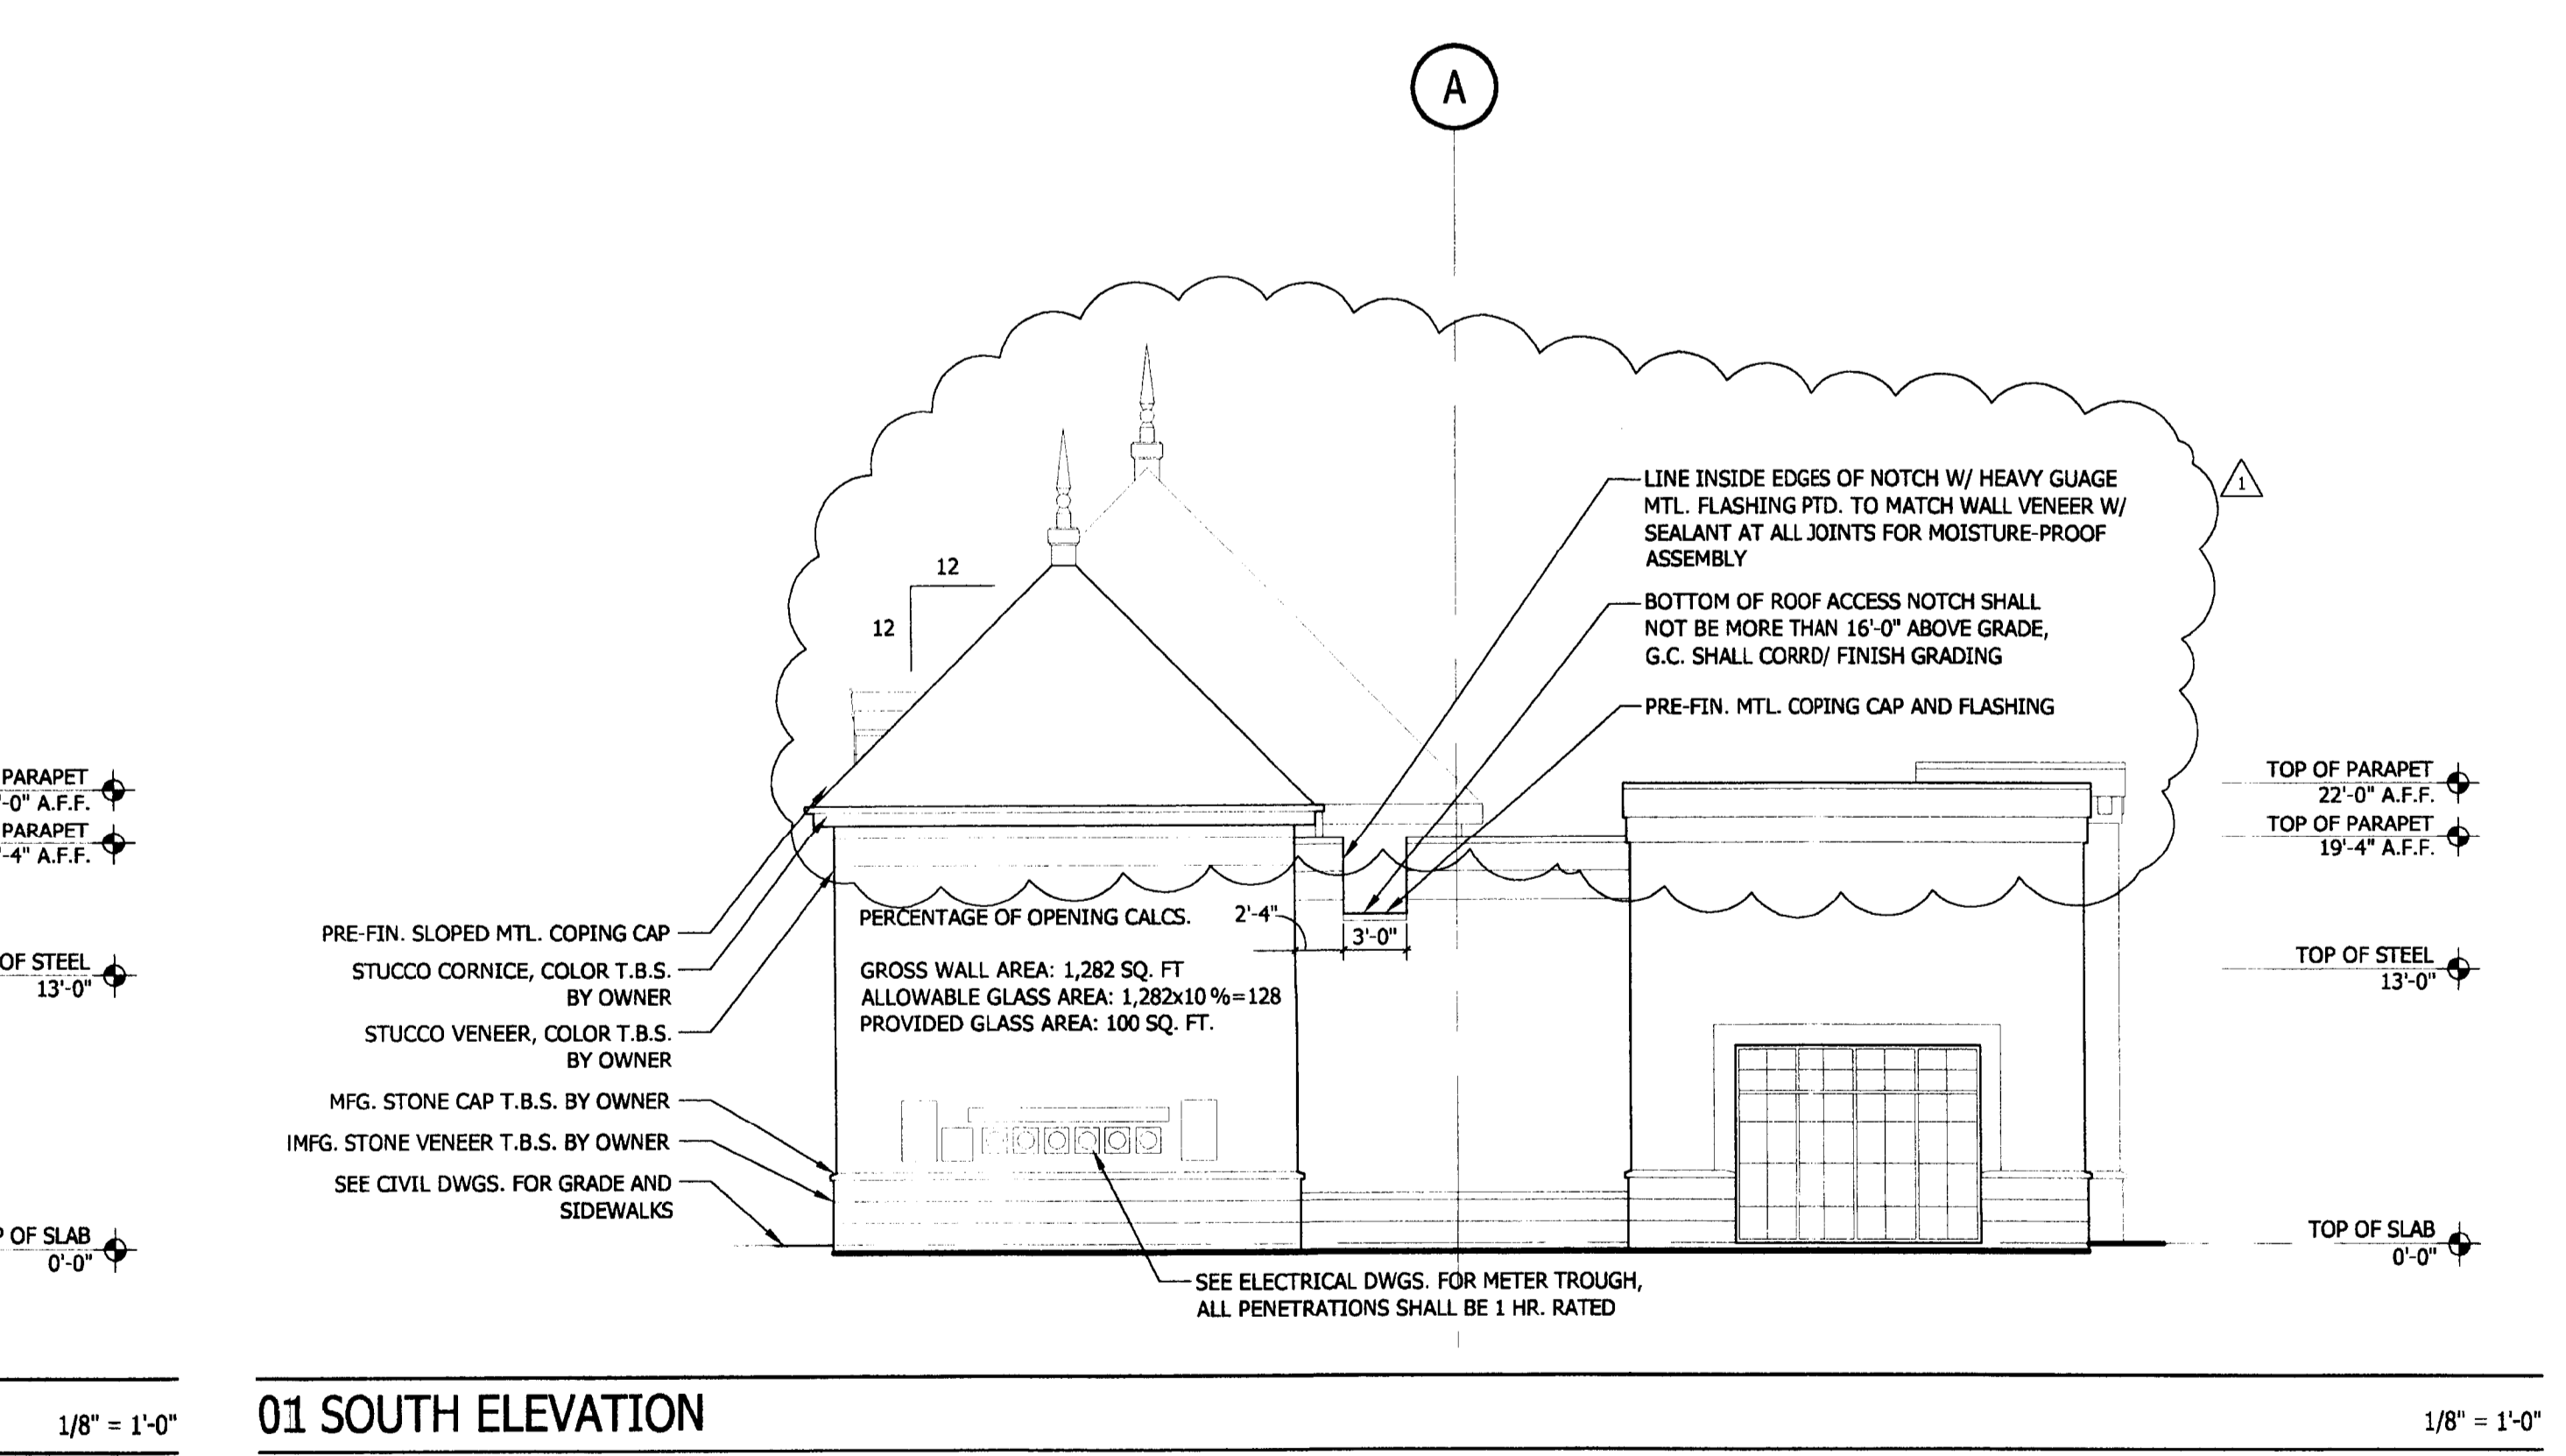 A
LINE INSIDE EDGES OF NOTCH W/ HEAVY GUAGE
MTL. FLASHING PTD. TO MATCH WALL VENEER W/
SEALANT AT ALL JOINTS FOR MOISTURE-PROOF
ASSEMBLY
1
12
12
BOTTOM OF ROOF ACCESS NOTCH SHALL
NOT BE MORE THAN 16'-0" ABOVE GRADE,
G.C. SHALL CORRD/ FINISH GRADING
PRE-FIN. MTL. COPING CAP AND FLASHING
PARAPET
-0" A.F.F.
PARAPET
-4" A.F.F.
OF STEEL
13'-0"
OF SLAB
0'-0"
TOP OF PARAPET
22'-0" A.F.F.
TOP OF PARAPET
19'-4" A.F.F.
TOP OF STEEL
13'-0"
TOP OF SLAB
0'-0"
PRE-FIN. SLOPED MTL. COPING CAP
STUCCO CORNICE, COLOR T.B.S.
BY OWNER
STUCCO VENEER, COLOR T.B.S.
BY OWNER
MFG. STONE CAP T.B.S. BY OWNER
IMFG. STONE VENEER T.B.S. BY OWNER
SEE CIVIL DWGS. FOR GRADE AND
SIDEWALKS
PERCENTAGE OF OPENING CALCS.
GROSS WALL AREA: 1,282 SQ. FT
ALLOWABLE GLASS AREA: 1,282x10%=128
PROVIDED GLASS AREA: 100 SQ. FT.
2'-4"
3'-0"
SEE ELECTRICAL DWGS. FOR METER TROUGH,
ALL PENETRATIONS SHALL BE 1 HR. RATED
1/8" = 1'-0"
01 SOUTH ELEVATION
1/8" = 1'-0"